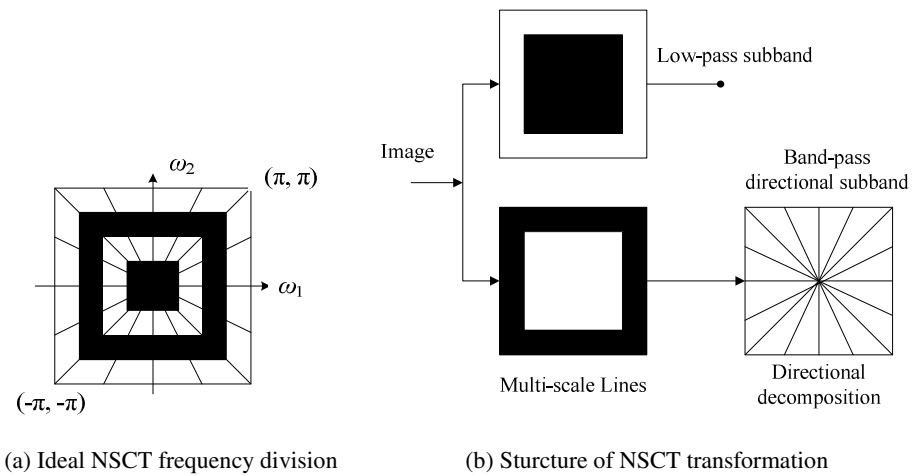 ω2
(π, π)
ω1
(-π, -π)
(a) Ideal NSCT frequency division
Image
Low-pass subband
Band-pass
directional subband
Multi-scale Lines
Directional
decomposition
(b) Sturcture of NSCT transformation